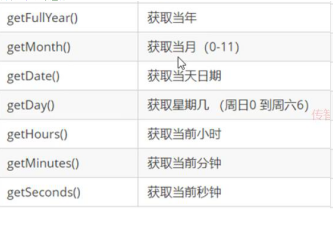 getFullYear() 获取当年
getMonth() 获取当月（0-11）
getDate() 获取当天日期
getDay() 获取星期几 （周日0 到周六6）
getHours() 获取当前小时
getMinutes() 获取当前分钟
getSeconds() 获取当前秒钟